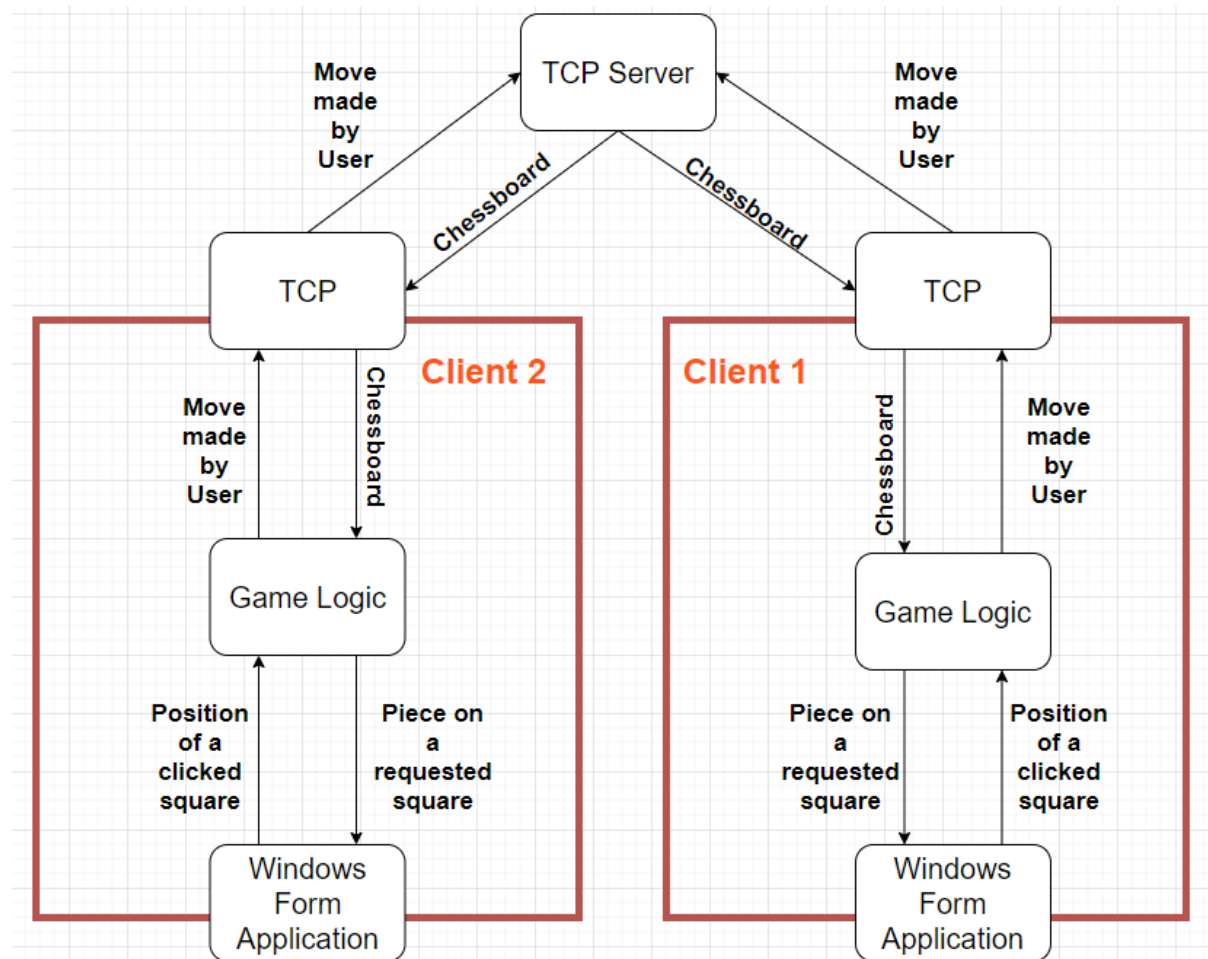 TCP Server
Move
made
by
User
Move
made
by
User
Chessboard
Chessboard
TCP
TCP
Client 2
Client 1
Move
made
by
User
Chessboard
Chessboard
Move
made
by
User
Game Logic
Game Logic
Position
of a
clicked
square
Piece on
a
requested
square
Piece on
a
requested
square
Position
of a
clicked
square
Windows
Form
Application
Windows
Form
Application